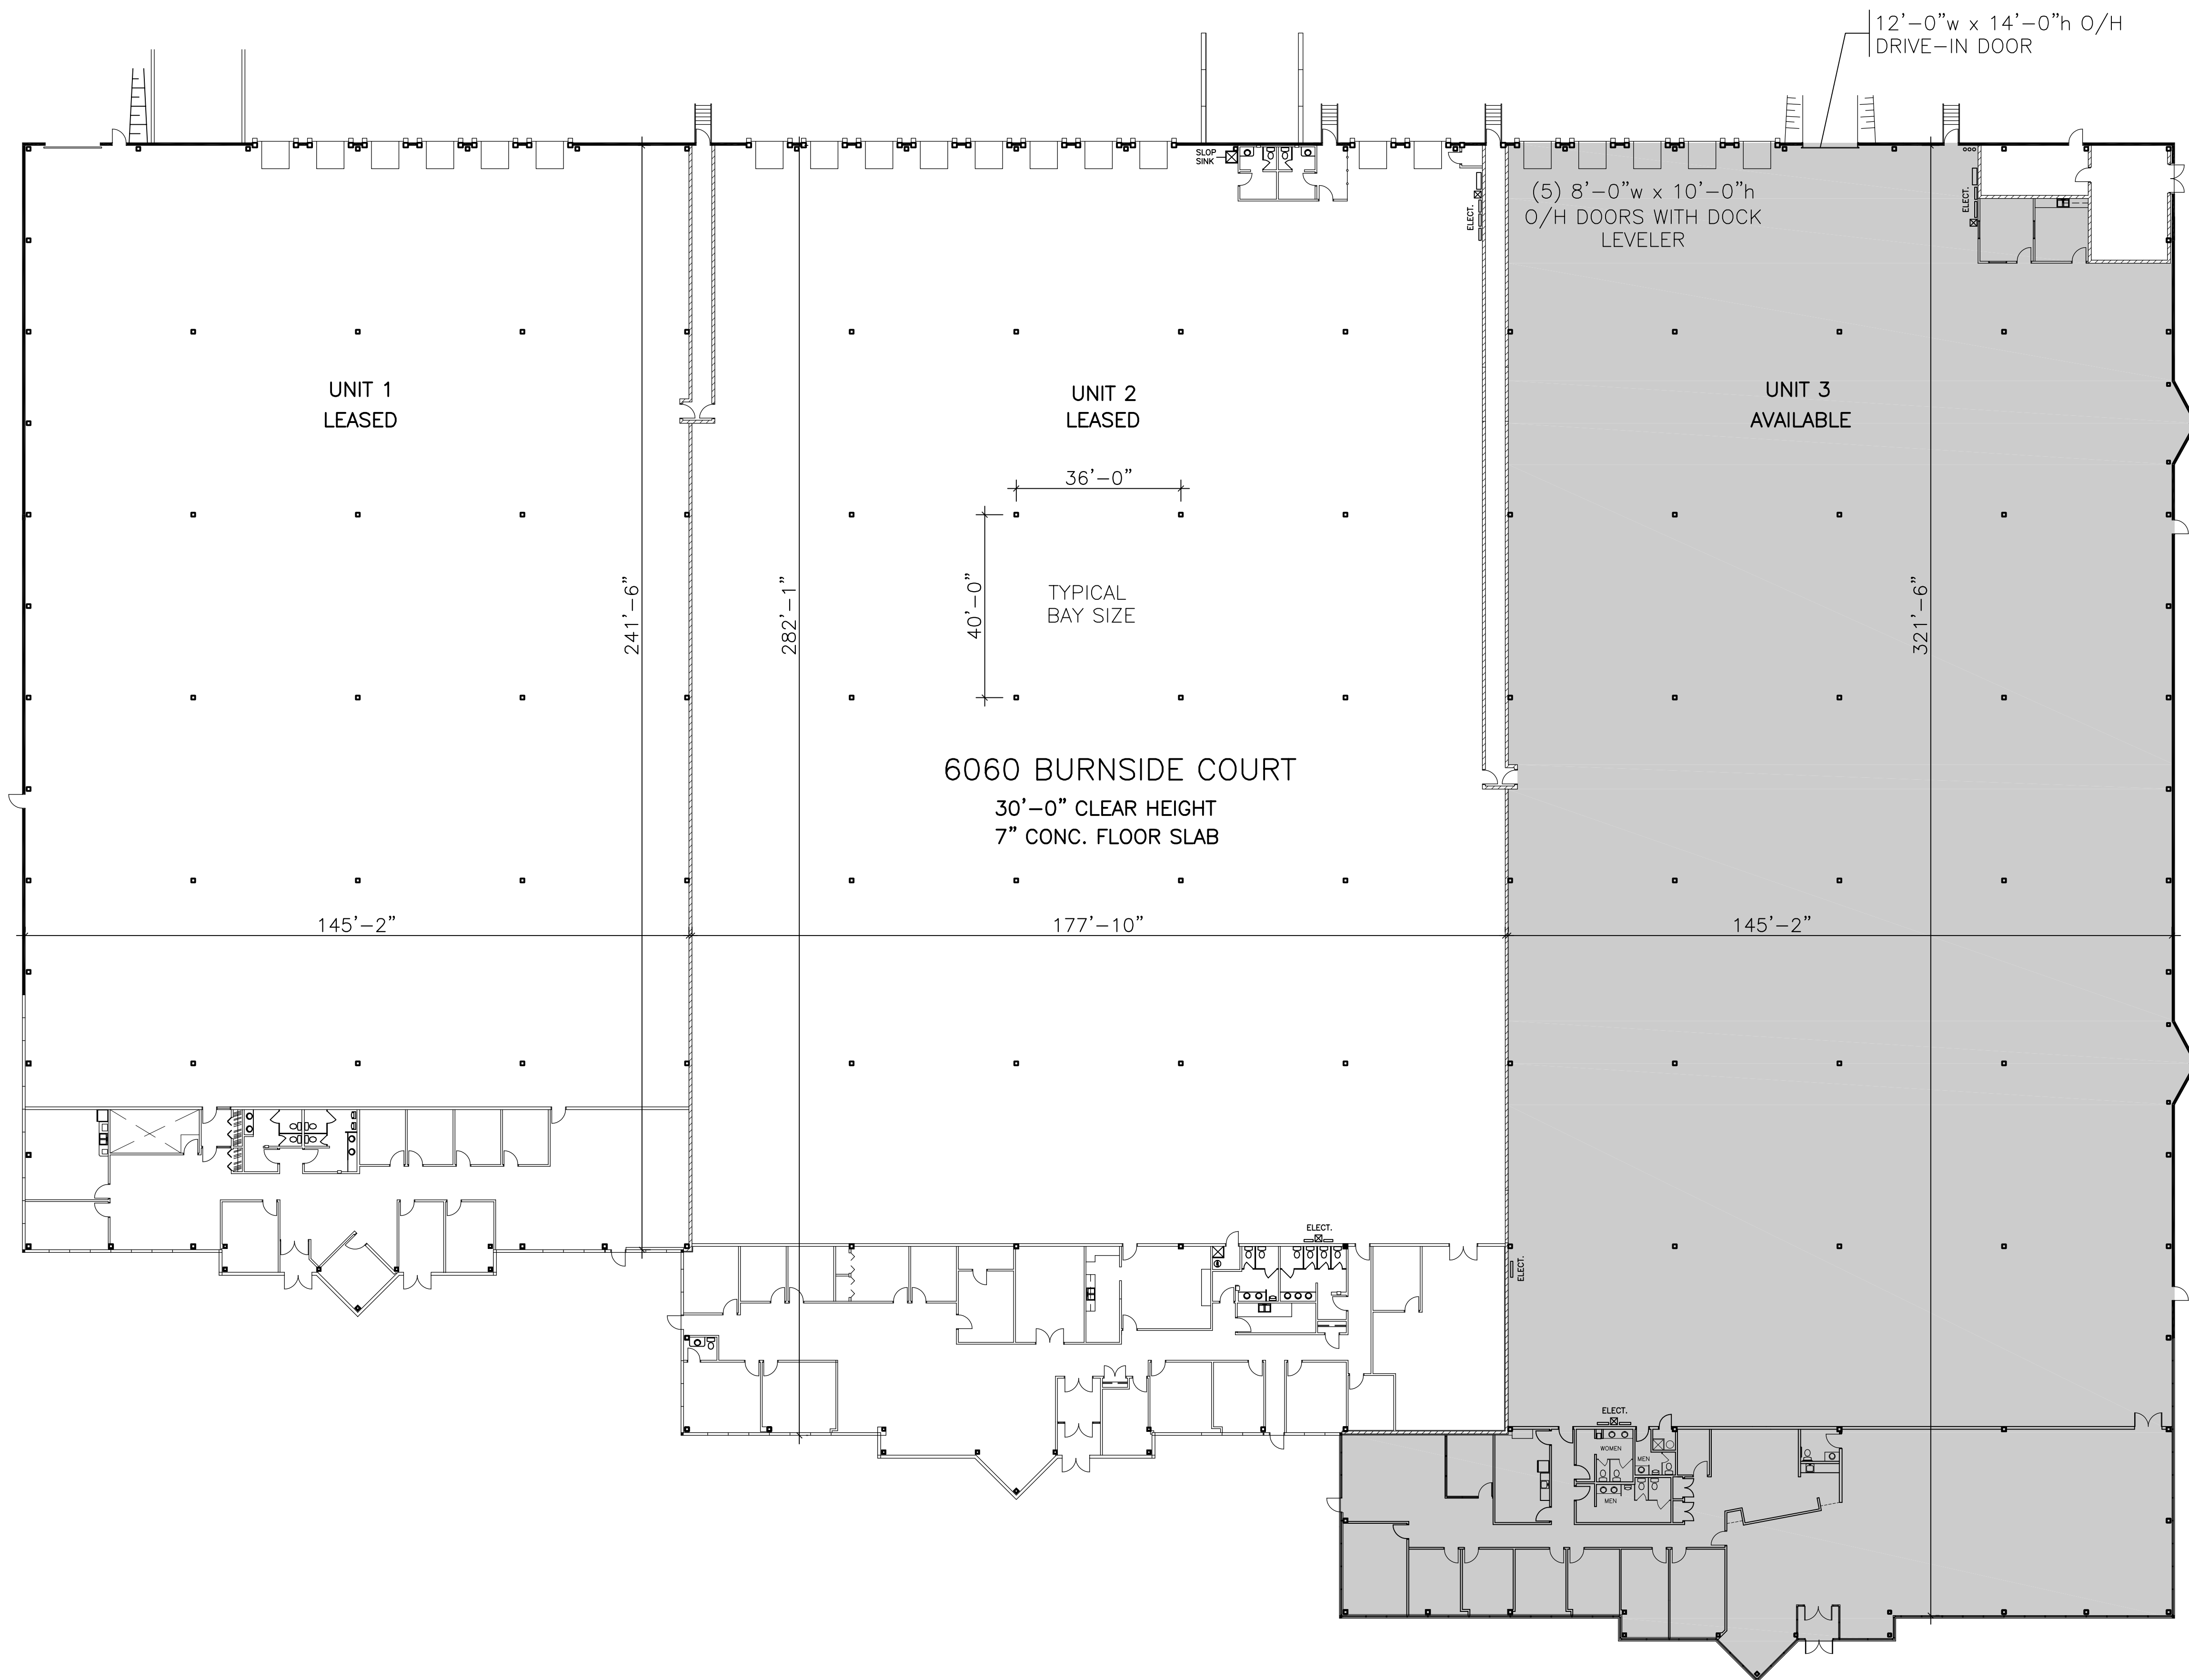 12'-0"w x 14'-0"h O/H
DRIVE-IN DOOR
SLOP
SINK
ELECT.
(5) 8'-0"w x 10'-0"h
O/H DOORS WITH DOCK
LEVELER
ELECT.
UNIT 1
LEASED
UNIT 2
LEASED
UNIT 3
AVAILABLE
36'-0"
40'-0"
TYPICAL
BAY SIZE
241'-6"
282'-1"
321'-6"
6060 BURNSIDE COURT
30'-0" CLEAR HEIGHT
7" CONC. FLOOR SLAB
145'-2"
177'-10"
145'-2"
ELECT.
ELECT.
ELECT.
WOMEN
MEN
MEN